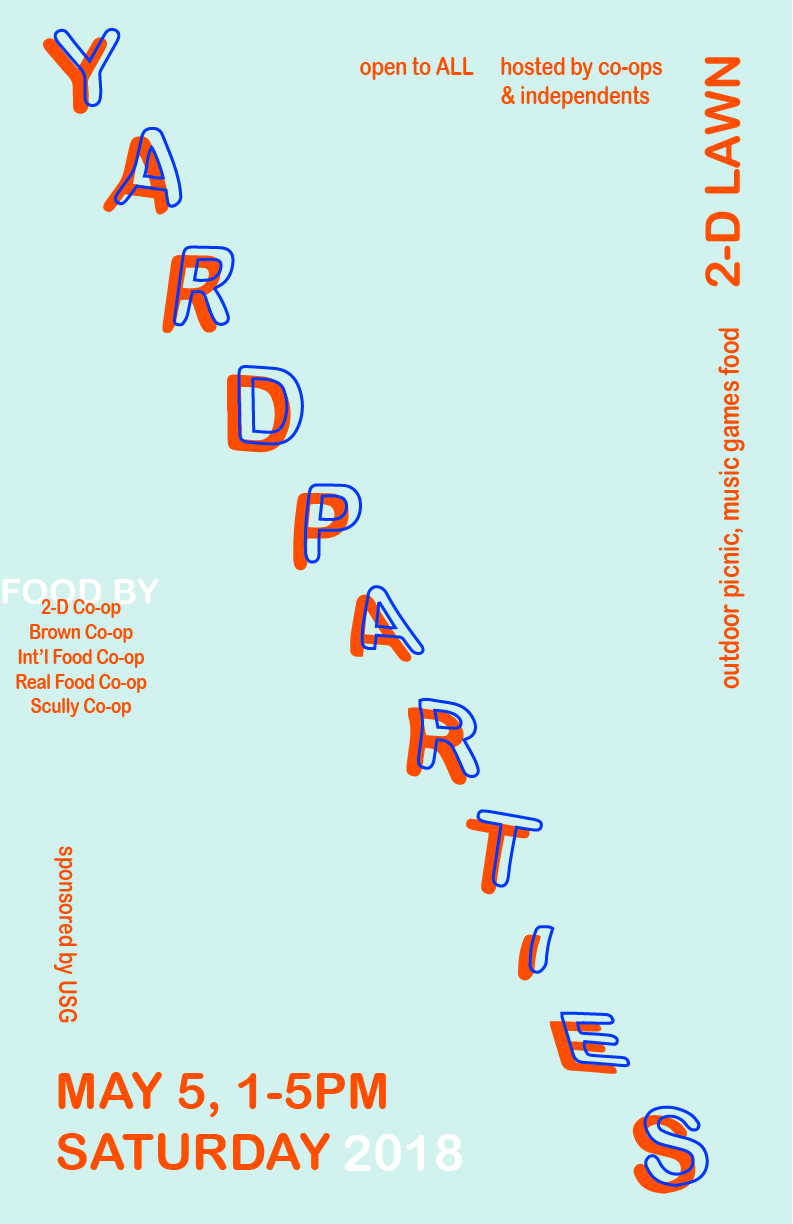 YARDPARTIES
open to ALL
hosted by co-ops
& independents
2-D LAWN
outdoor picnic, music games food
FOOD BY
2-D Co-op
Brown Co-op
Int'l Food Co-op
Real Food Co-op
Scully Co-op
sponsored by USG
MAY 5, 1-5PM
SATURDAY 2018